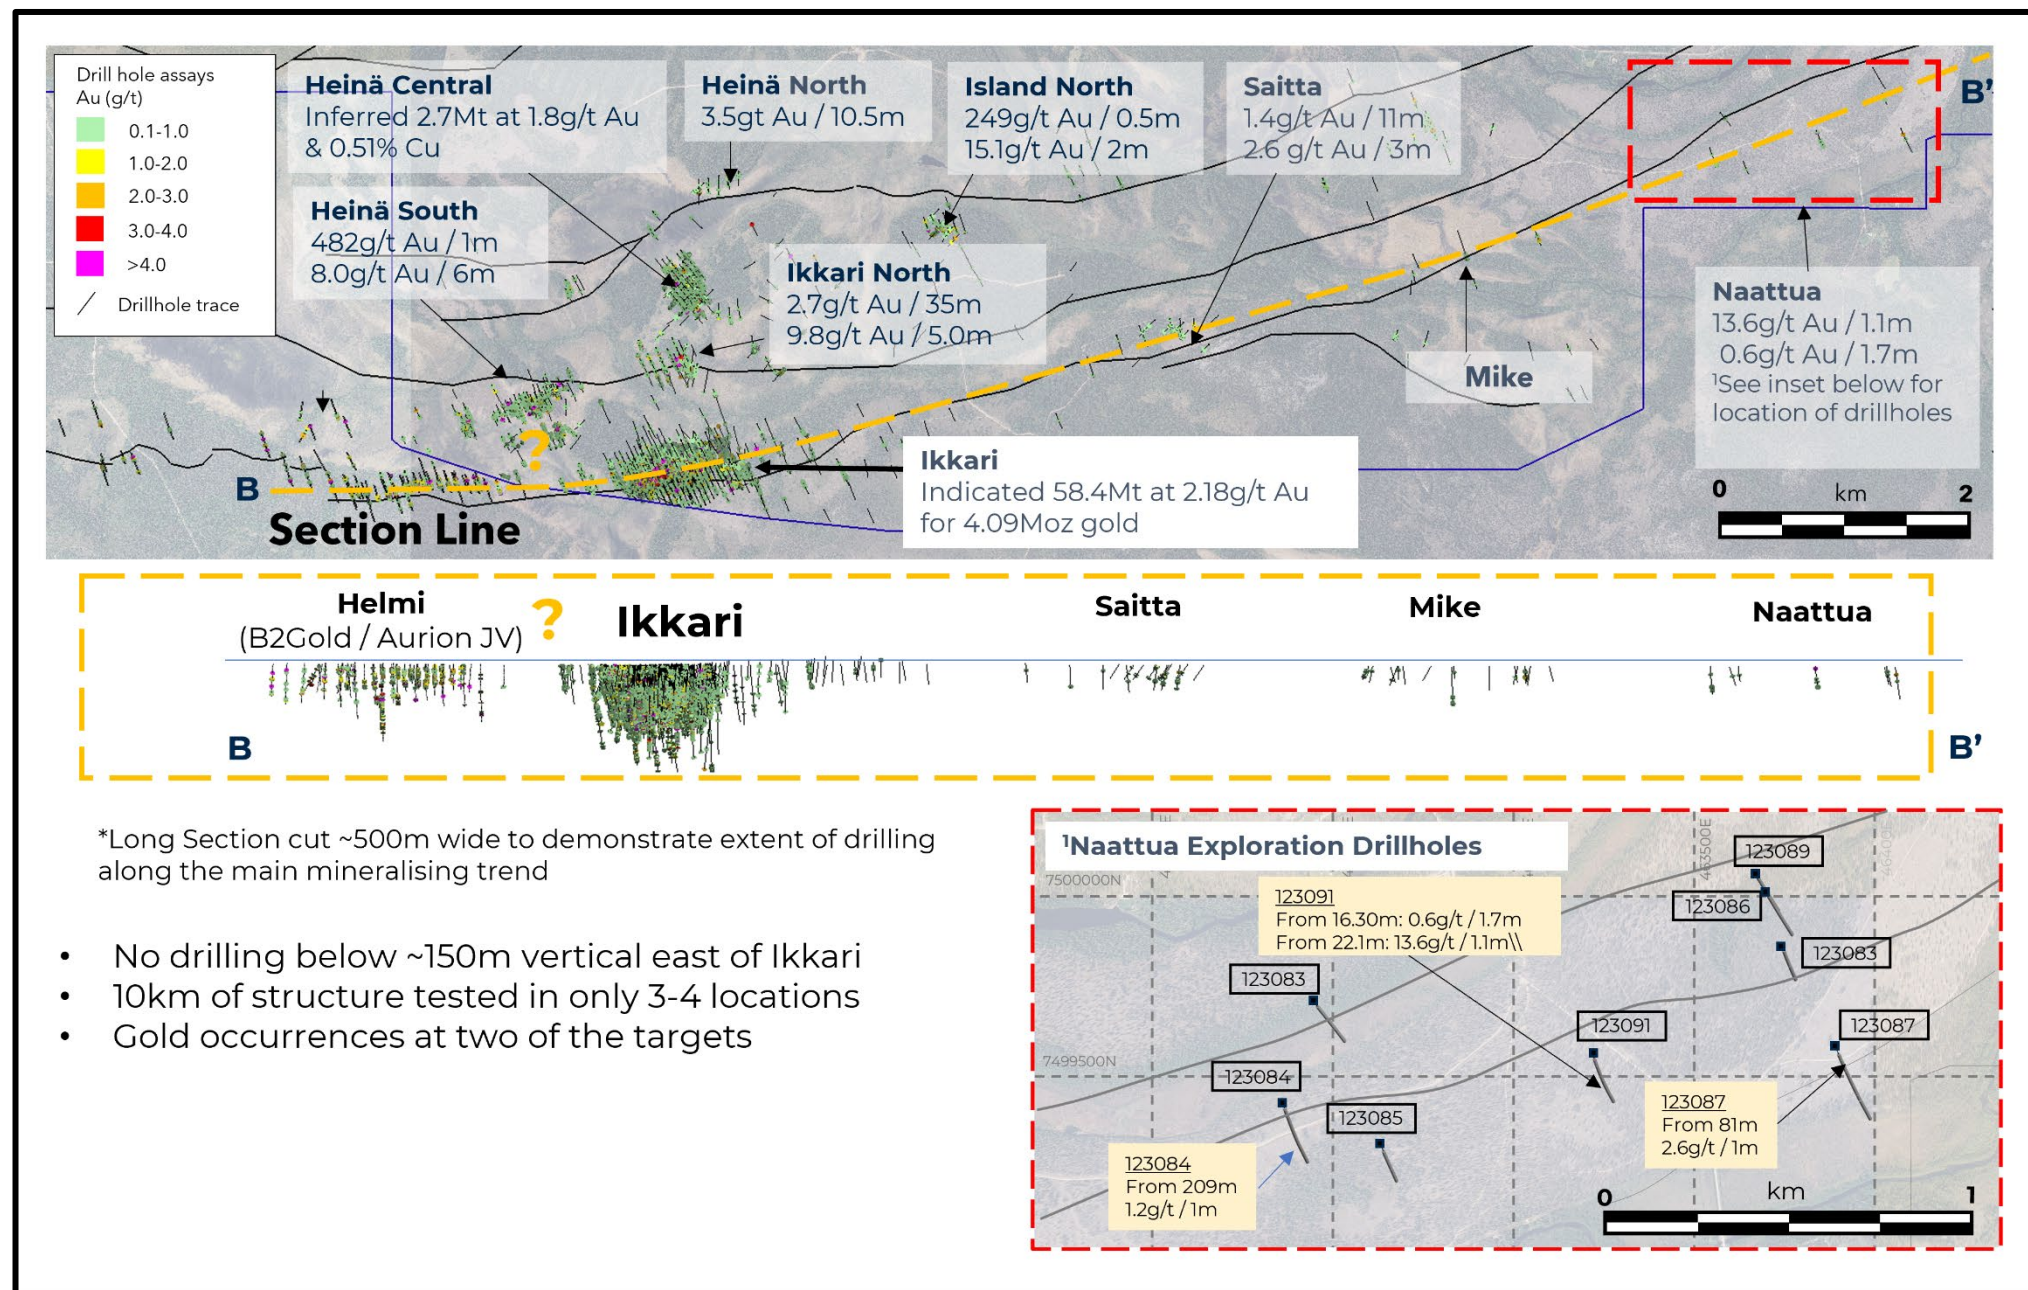 Drill hole assays
Au (g/t)
0.1-1.0
1.0-2.0
2.0-3.0
3.0-4.0
>4.0
Drillhole trace
Heinä Central
Inferred 2.7Mt at 1.8g/t Au
& 0.51% Cu
Heinä South
482g/t Au / 1m
8.0g/t Au / 6m
Heinä North
3.5gt Au / 10.5m
Island North
249g/t Au / 0.5m
15.1g/t Au / 2m
Saitta
1.4g/t Au / 11m
2.6 g/t Au / 3m
B'
Ikkari North
2.7g/t Au / 35m
9.8g/t Au / 5.0m
Mike
Naattua
13.6g/t Au / 1.1m
0.6g/t Au / 1.7m
¹See inset below for
location of drillholes
?
B
Section Line
Ikkari
Indicated 58.4Mt at 2.18g/t Au
for 4.09Moz gold
0 km 2
Helmi
(B2Gold / Aurion JV)
?
Ikkari
Saitta
Mike
Naattua
B
B’
*Long Section cut ~500m wide to demonstrate extent of drilling
along the main mineralising trend
• No drilling below ~150m vertical east of Ikkari
• 10km of structure tested in only 3-4 locations
• Gold occurrences at two of the targets
¹Naattua Exploration Drillholes
7500000N
463500E
123091
From 16.30m: 0.6g/t / 1.7m
From 22.1m: 13.6g/t / 1.1m\\
123089
123086
123083
123083
123091
123087
7499500N
123084
123085
123087
From 81m
2.6g/t / 1m
123084
From 209m
1.2g/t / 1m
0 km 1